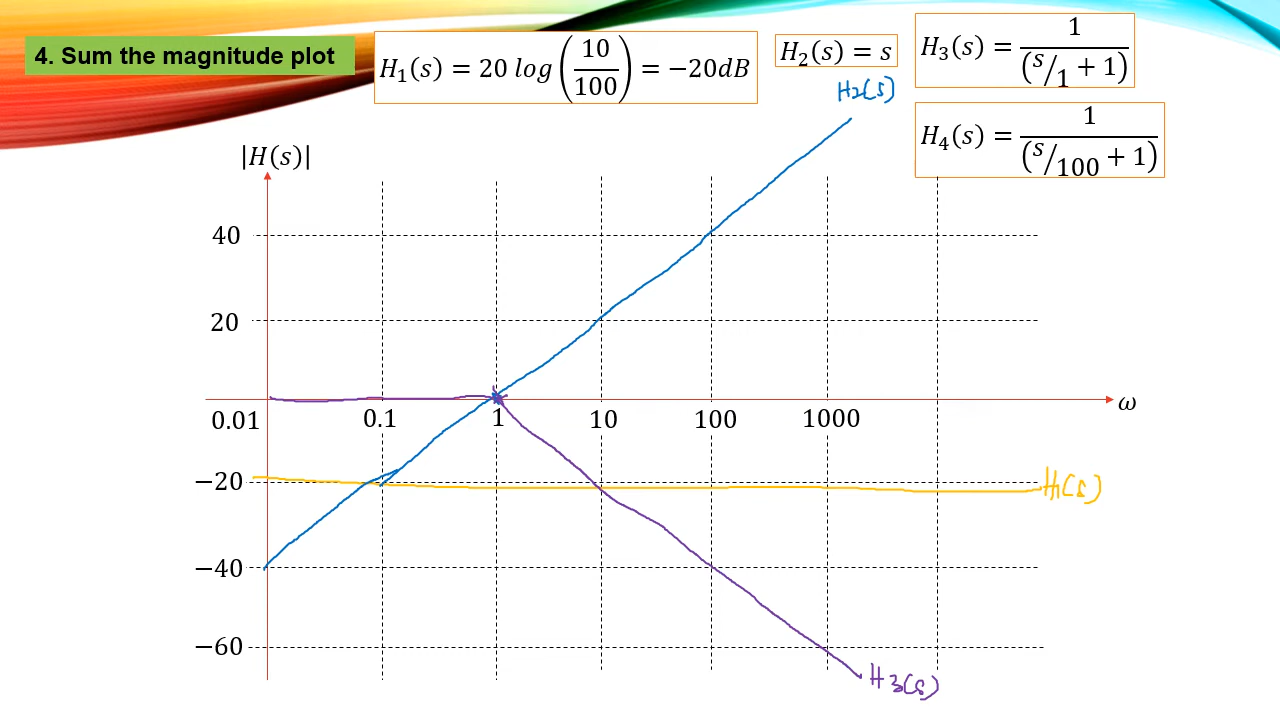 4. Sum the magnitude plot
H₁(s) = 20 log(10/100) = −20dB
H₂(s) = s
H₃(s) = 1/(s/1 + 1)
H₄(s) = 1/(s/100 + 1)
H₂(s)
|H(s)|
40
20
0.01 0.1 1 10 100 1000 ω
−20
H₁(s)
−40
−60
H₃(s)